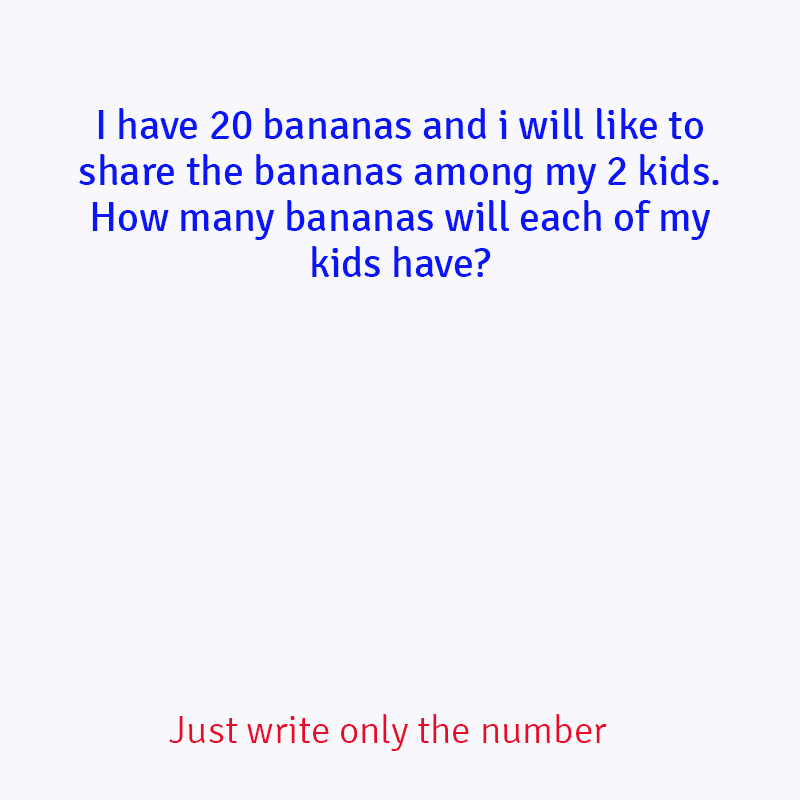 I have 20 bananas and i will like to
share the bananas among my 2 kids.
How many bananas will each of my
kids have?
Just write only the number